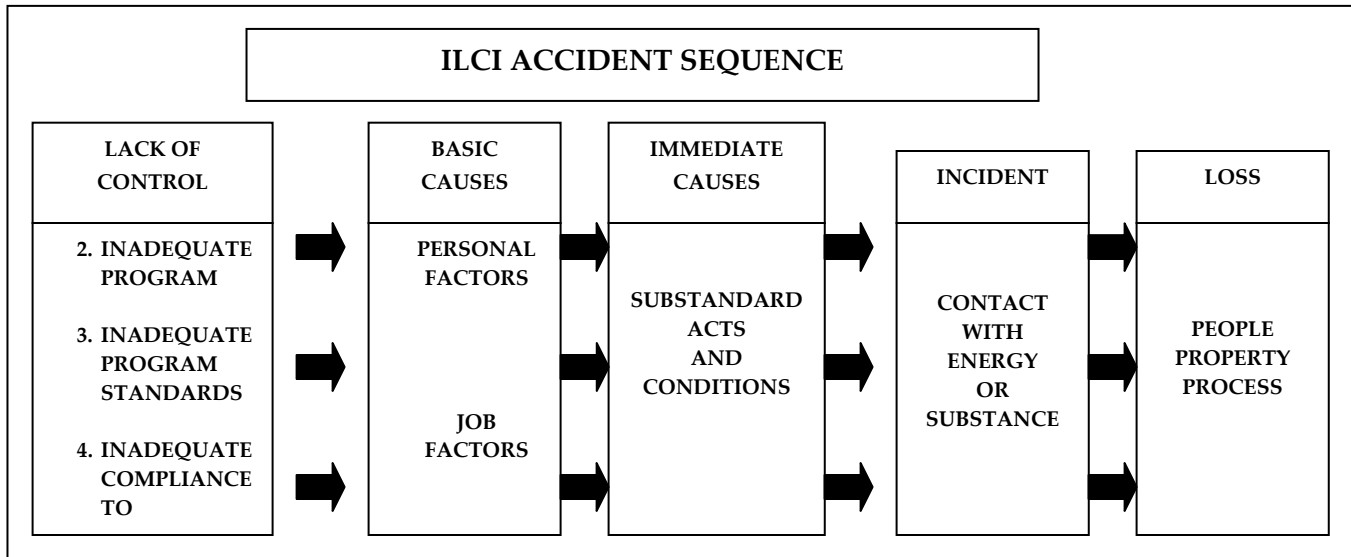 ILCI ACCIDENT SEQUENCE
LACK OF
CONTROL
2. INADEQUATE
PROGRAM
3. INADEQUATE
PROGRAM
STANDARDS
4. INADEQUATE
COMPLIANCE
TO
BASIC
CAUSES
PERSONAL
FACTORS
JOB
FACTORS
IMMEDIATE
CAUSES
SUBSTANDARD
ACTS
AND
CONDITIONS
INCIDENT
CONTACT
WITH
ENERGY
OR
SUBSTANCE
LOSS
PEOPLE
PROPERTY
PROCESS